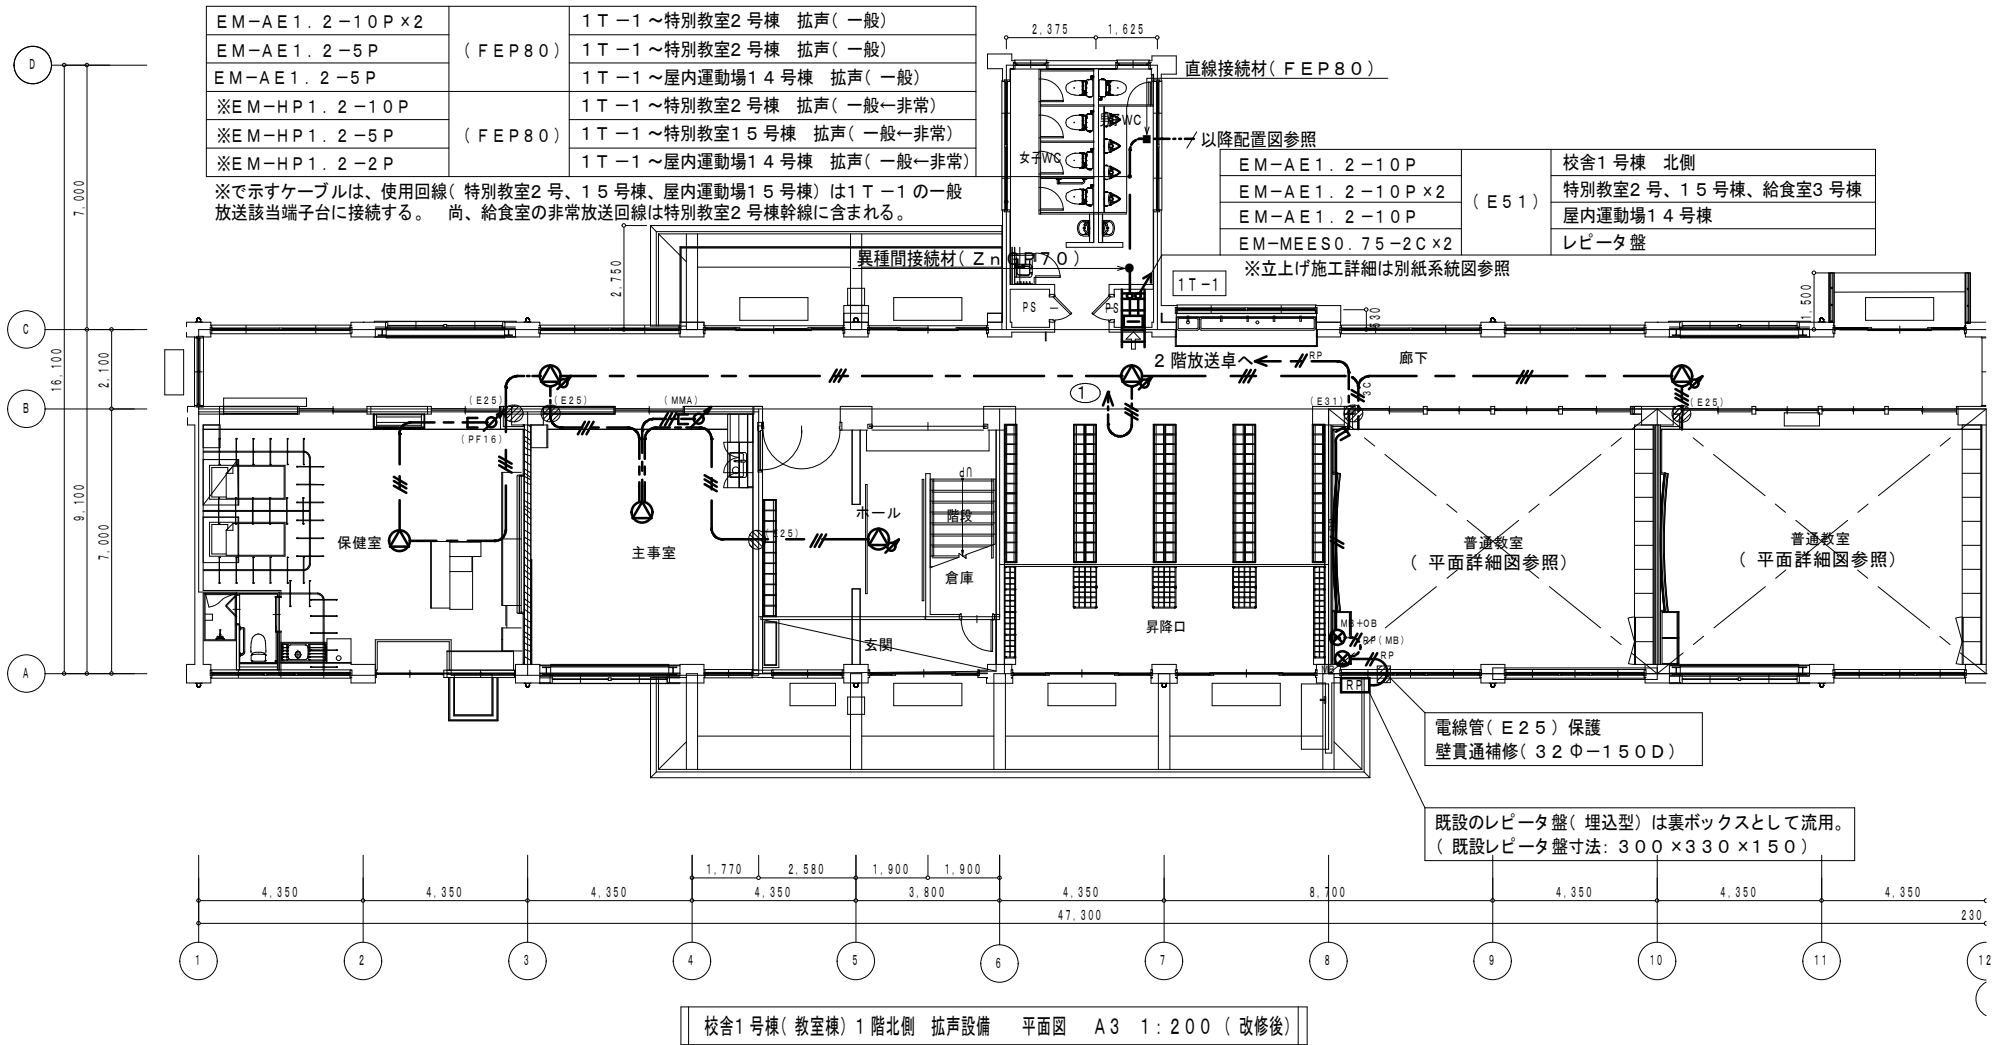 EM-AE1.2-10P×2 (FEP80) 1T-1～特別教室2号棟 拡声(一般)
EM-AE1.2-5P 1T-1～特別教室2号棟 拡声(一般)
EM-AE1.2-5P 1T-1～屋内運動場14号棟 拡声(一般)
※EM-HP1.2-10P (FEP80) 1T-1～特別教室2号棟 拡声(一般←非常)
※EM-HP1.2-5P 1T-1～特別教室15号棟 拡声(一般←非常)
※EM-HP1.2-2P 1T-1～屋内運動場14号棟 拡声(一般←非常)
※で示すケーブルは、使用回線(特別教室2号、15号棟、屋内運動場15号棟)は1T-1の一般
放送該当端子台に接続する。 尚、給食室の非常放送回線は特別教室2号棟幹線に含まれる。
2,375 1,625
直線接続材(FEP80)
以降配置図参照
EM-AE1.2-10P (E51) 校舎1号棟 北側
EM-AE1.2-10P×2 特別教室2号、15号棟、給食室3号棟
EM-AE1.2-10P 屋内運動場14号棟
EM-MEES0.75-2C×2 レピータ盤
※立上げ施工詳細は別紙系統図参照
女子WC
男子WC
異種間接続材(ZnGP70)
PS
PS
1T-1
D
C
B
A
7,000
16,100
2,100
9,100
7,000
2,750
530
1,500
2階放送卓へ
RP
廊下
3C
1
(E25)
(E25)
(MMA)
(E31)
(E25)
(PF16)
(E25)
保健室
主事室
ホール
UP
階段
倉庫
玄関
昇降口
普通教室
(平面詳細図参照)
普通教室
(平面詳細図参照)
MB+OB
RP(MB)
RP
MB
RP
電線管(E25)保護
壁貫通補修(32Φ-150D)
既設のレピータ盤(埋込型)は裏ボックスとして流用。
(既設レピータ盤寸法:300×330×150)
1,770 2,580 1,900 1,900
4,350 4,350 4,350 4,350 3,800 4,350 8,700 4,350 4,350 4,350
47,300 230
1 2 3 4 5 6 7 8 9 10 11 12
校舎1号棟(教室棟)1階北側 拡声設備 平面図 A3 1:200 (改修後)